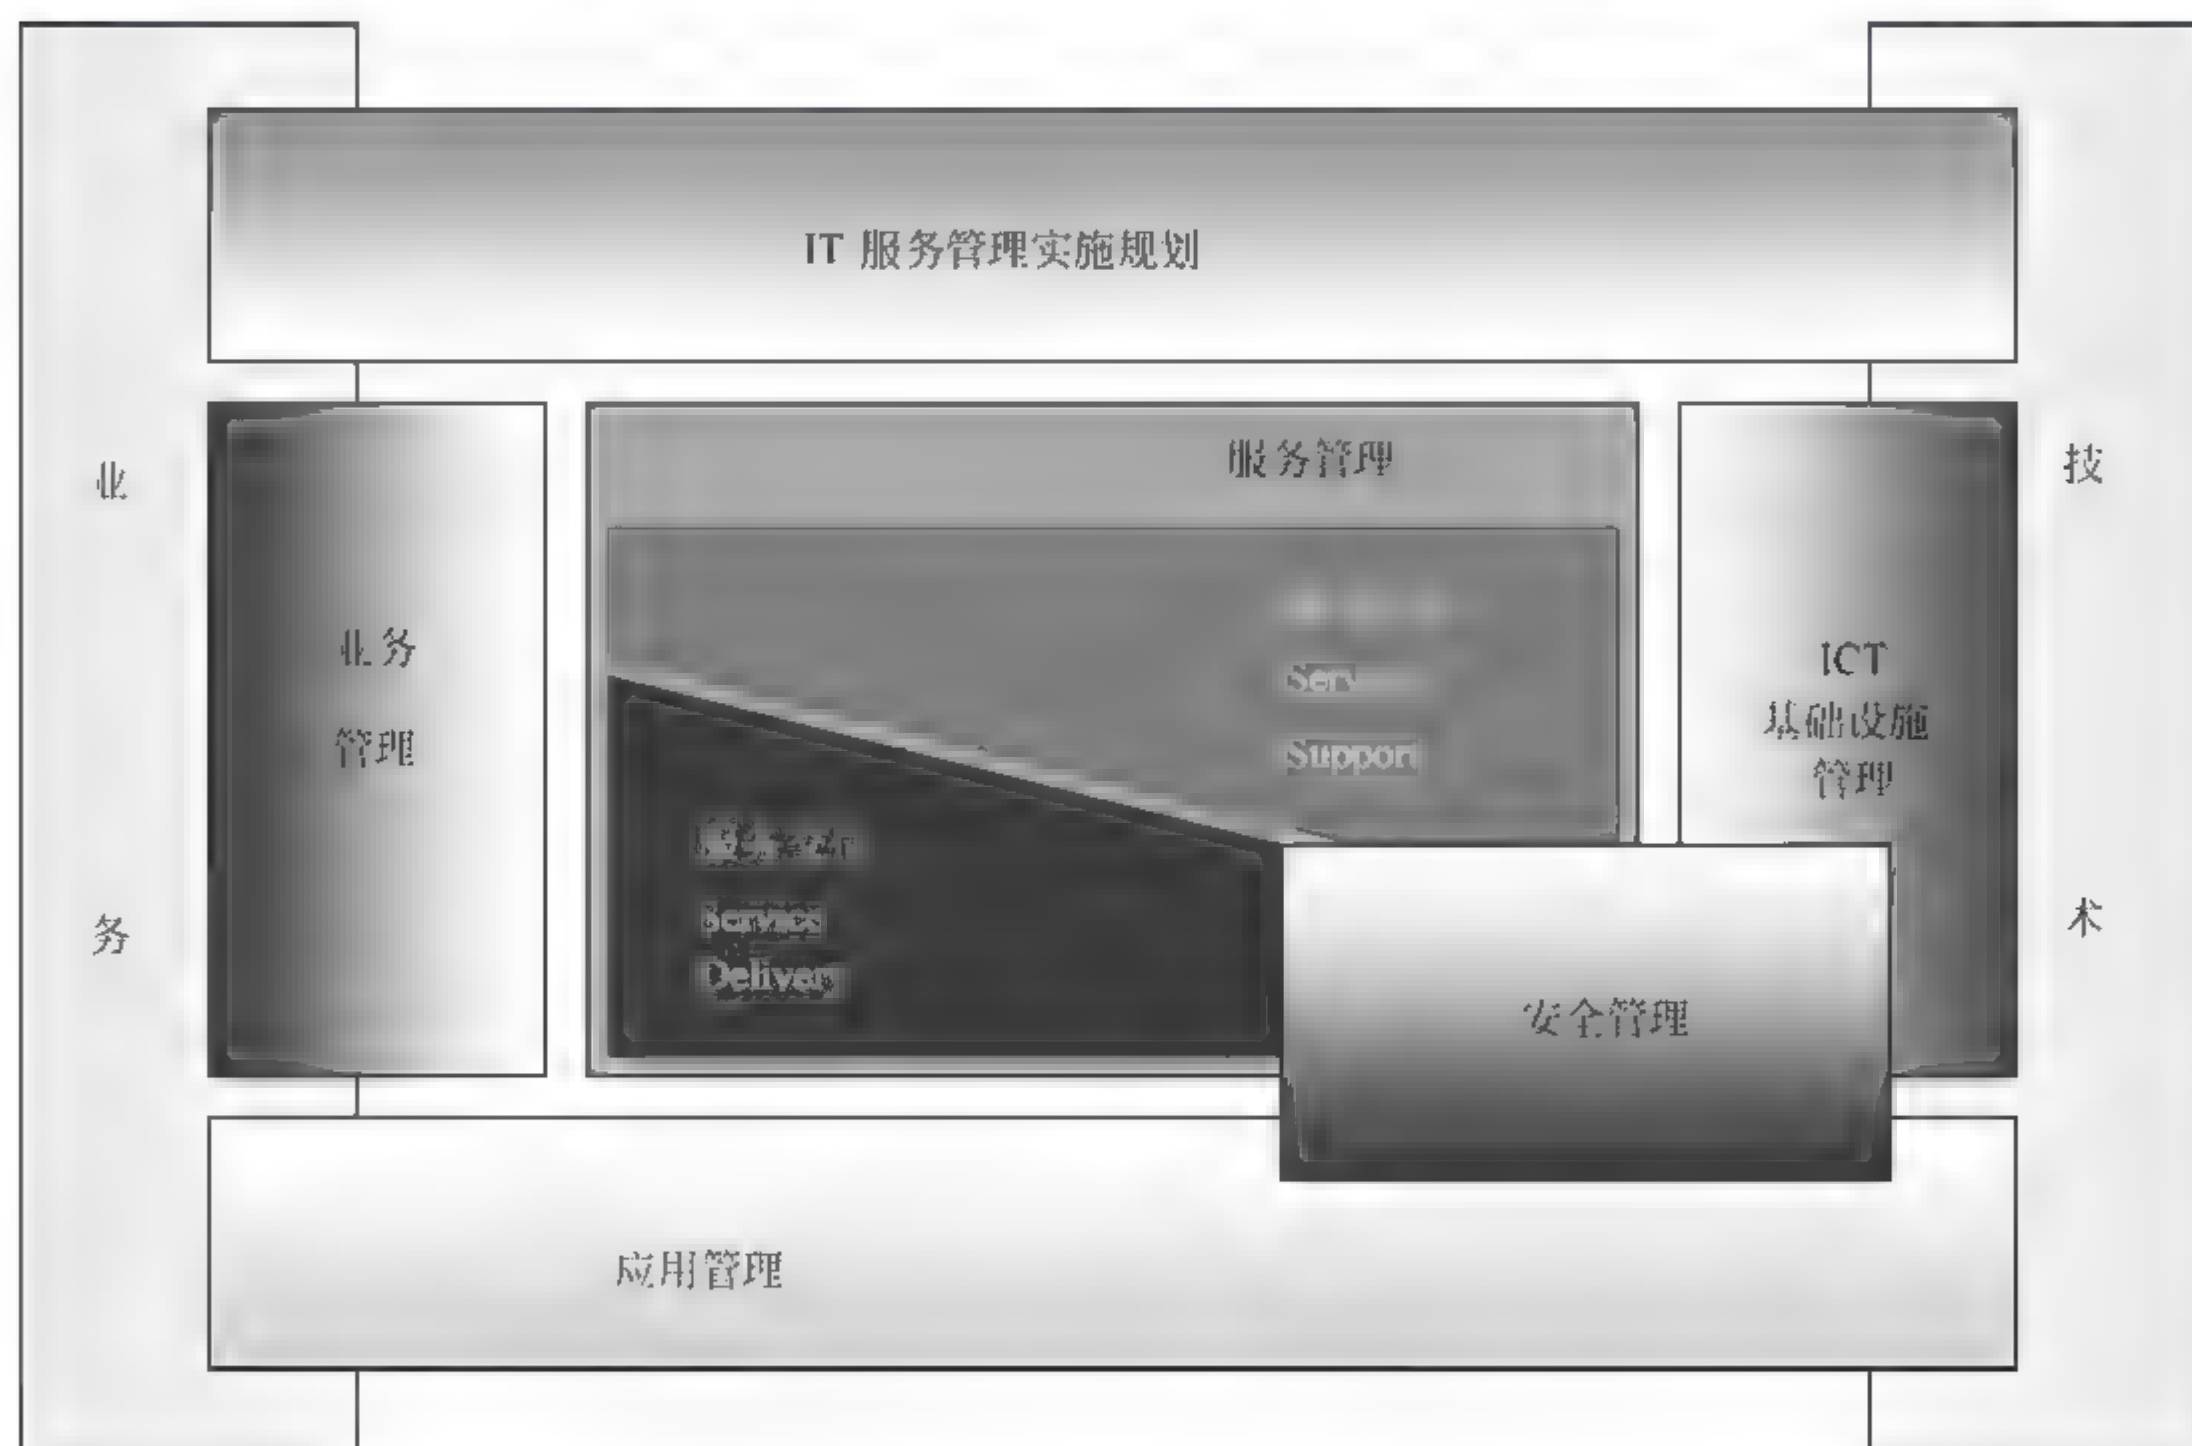 IT 服务管理实施规划
业
务
业务
管理
服务管理
Support
ICT
基础设施
管理
技
术
Service
安全管理
应用管理